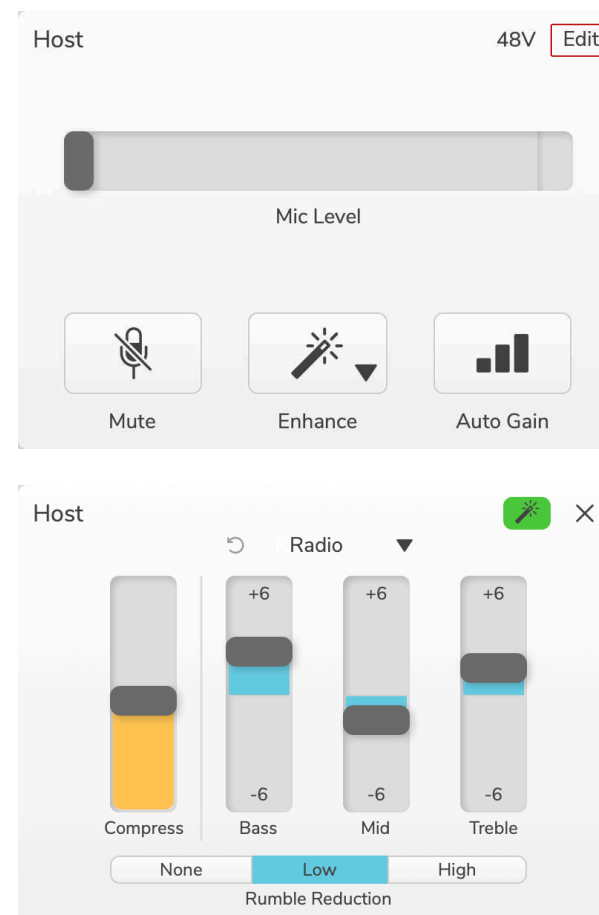 Host 48V Edit
Mic Level
Mute Enhance Auto Gain
Host
Radio
+6 +6 +6
-6 -6 -6
Compress Bass Mid Treble
None Low High
Rumble Reduction